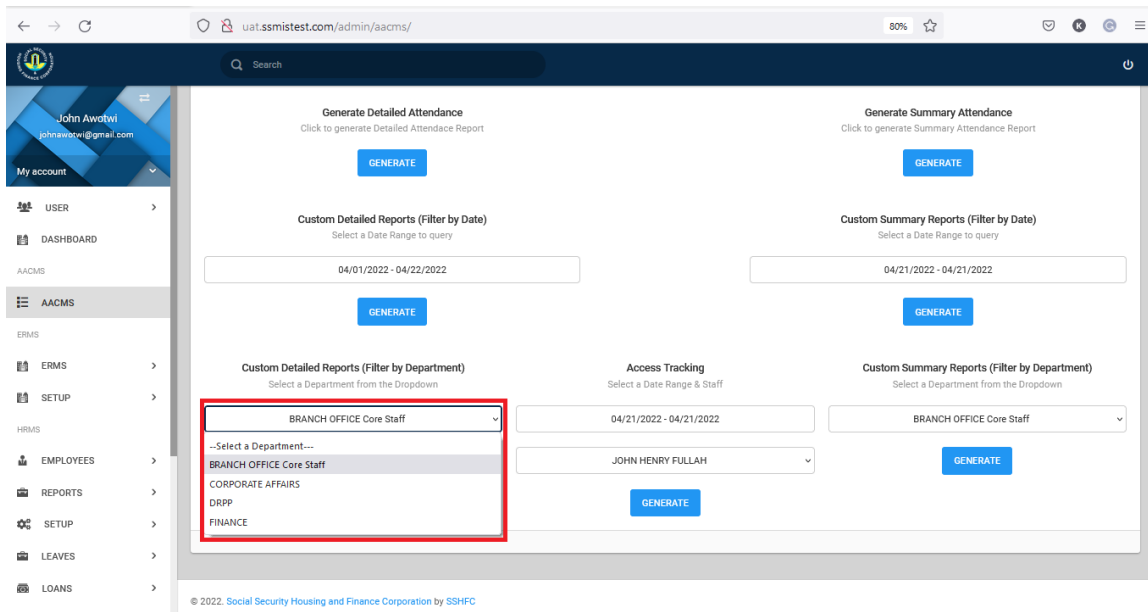 uat.ssmistest.com/admin/aacms/
80%
K
G
Search
John Awotwi
johnawotwi@gmail.com
My account
USER
DASHBOARD
AACMS
AACMS
ERMS
ERMS
SETUP
HRMS
EMPLOYEES
REPORTS
SETUP
LEAVES
LOANS
Generate Detailed Attendance
Click to generate Detailed Attendace Report
GENERATE
Generate Summary Attendance
Click to generate Summary Attendance Report
GENERATE
Custom Detailed Reports (Filter by Date)
Select a Date Range to query
04/01/2022 - 04/22/2022
GENERATE
Custom Summary Reports (Filter by Date)
Select a Date Range to query
04/21/2022 - 04/21/2022
GENERATE
Custom Detailed Reports (Filter by Department)
Select a Department from the Dropdown
BRANCH OFFICE Core Staff
--Select a Department---
BRANCH OFFICE Core Staff
CORPORATE AFFAIRS
DRPP
FINANCE
Access Tracking
Select a Date Range & Staff
04/21/2022 - 04/21/2022
JOHN HENRY FULLAH
GENERATE
Custom Summary Reports (Filter by Department)
Select a Department from the Dropdown
BRANCH OFFICE Core Staff
GENERATE
© 2022. Social Security Housing and Finance Corporation by SSHFC